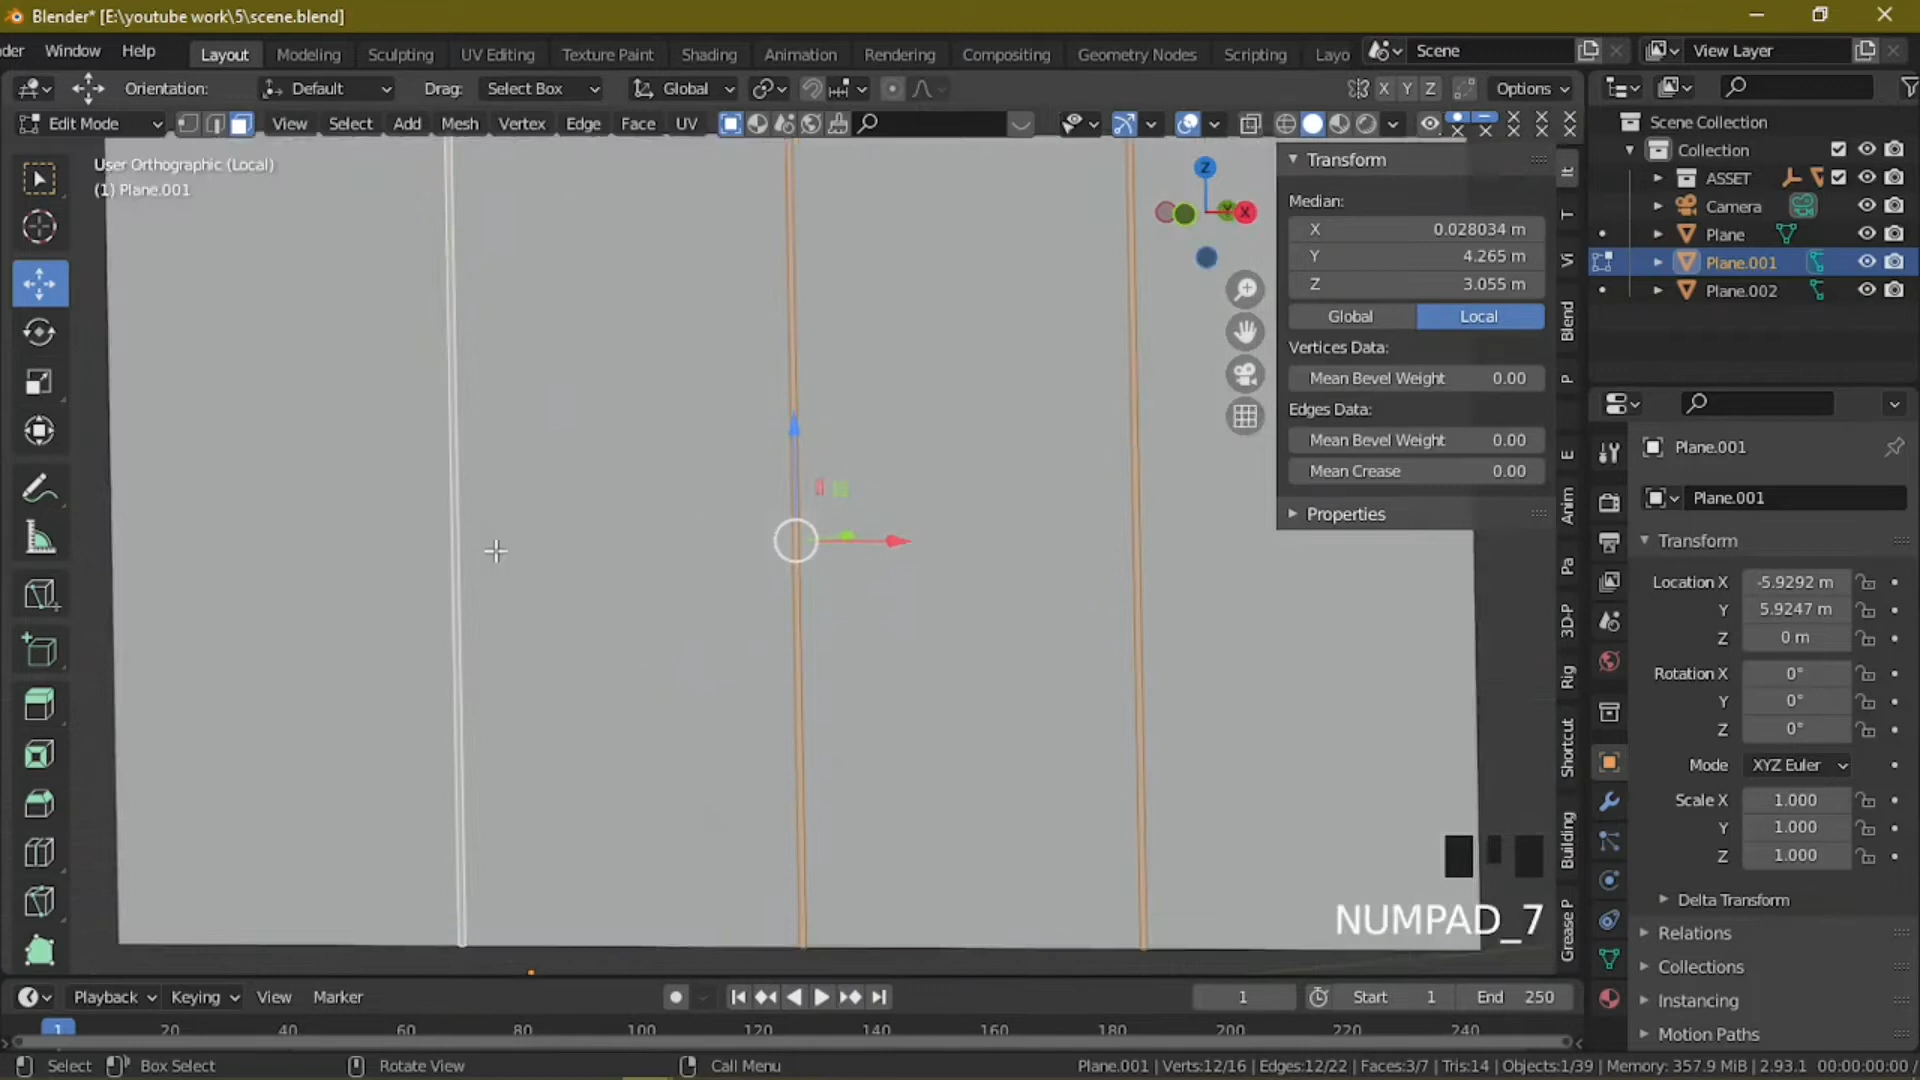 Blender* [E:\youtube work\5\scene.blend]
der Window Help Layout Modeling Sculpting UV Editing Texture Paint Shading Animation Rendering Compositing Geometry Nodes Scripting Layo Scene View Layer
Orientation: Default Drag: Select Box Global X Y Z Options
Edit Mode View Select Add Mesh Vertex Edge Face UV
Scene Collection
Collection
ASSET
Camera
Plane
Plane.001
Plane.002
User Orthographic (Local)
(1) Plane.001
Z
Y
X
Transform
Median:
X 0.028034 m
Y 4.265 m
Z 3.055 m
Global Local
Vertices Data:
Mean Bevel Weight 0.00
Edges Data:
Mean Bevel Weight 0.00
Mean Crease 0.00
Properties
It
T
Vi
Blend
P
E
Anim
Pa
3D-P
Rig
Shortcut
Building
Grease P
Plane.001
Plane.001
Transform
Location X -5.9292 m
Y 5.9247 m
Z 0 m
Rotation X 0°
Y 0°
Z 0°
Mode XYZ Euler
Scale X 1.000
Y 1.000
Z 1.000
Delta Transform
Relations
Collections
Instancing
Motion Paths
NUMPAD_7
Playback Keying View Marker 1 Start 1 End 250
1 20 40 60 80 100 120 140 160 180 200 220 240
Select Box Select Rotate View Call Menu Plane.001 | Verts:12/16 | Edges:12/22 | Faces:3/7 | Tris:14 | Objects:1/39 | Memory: 357.9 MiB | 2.93.1 00:00:00:00 /